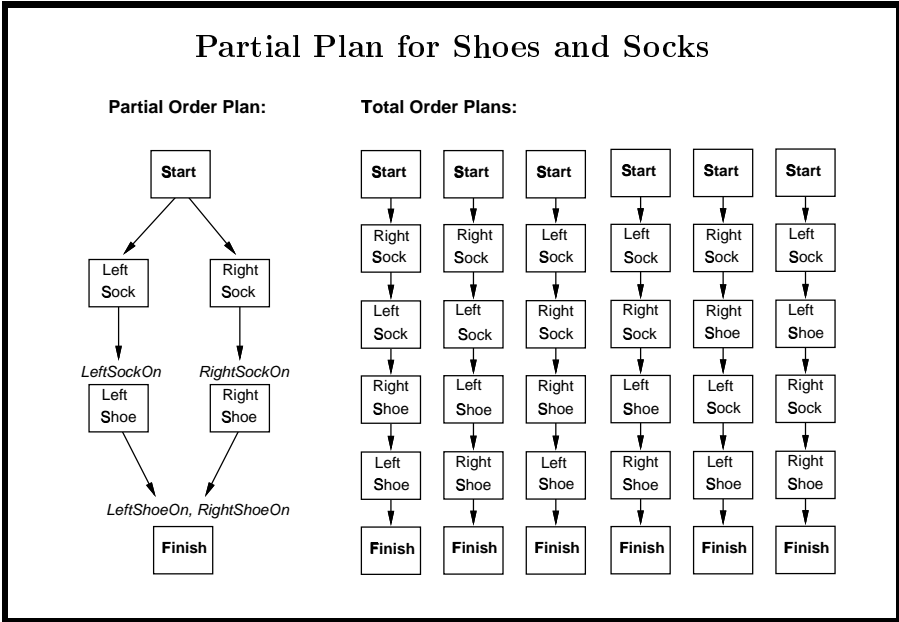 Partial Plan for Shoes and Socks
Partial Order Plan:
Start
Left
Sock
Right
Sock
LeftSockOn
RightSockOn
Left
Shoe
Right
Shoe
LeftShoeOn, RightShoeOn
Finish
Total Order Plans:
Start
Right
Sock
Left
Sock
Right
Shoe
Left
Shoe
Finish
Start
Right
Sock
Left
Sock
Left
Shoe
Right
Shoe
Finish
Start
Left
Sock
Right
Sock
Right
Shoe
Left
Shoe
Finish
Start
Left
Sock
Right
Sock
Left
Shoe
Right
Shoe
Finish
Start
Right
Sock
Right
Shoe
Left
Sock
Left
Shoe
Finish
Start
Left
Sock
Left
Shoe
Right
Sock
Right
Shoe
Finish